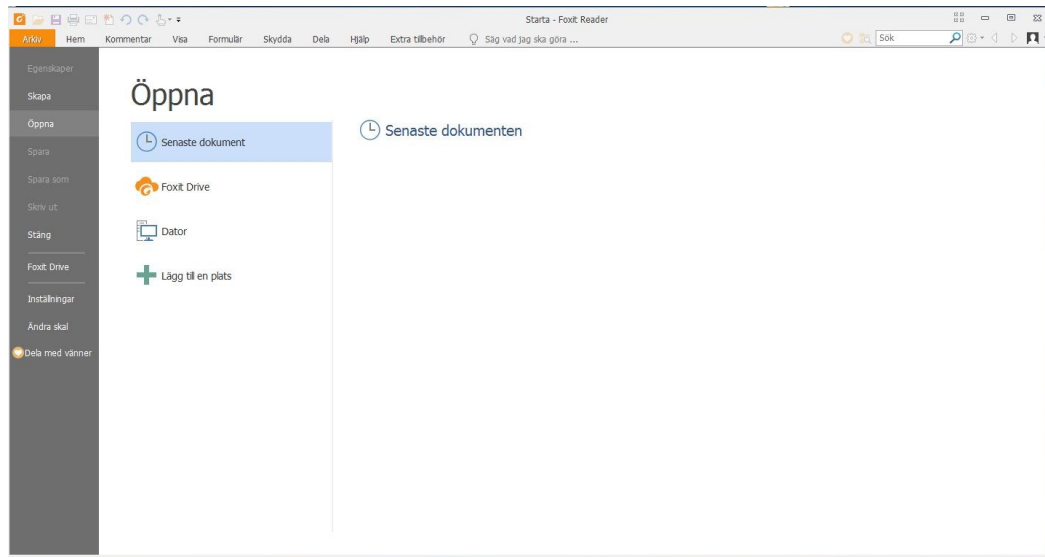 Starta - Foxit Reader
Arkiv Hem Kommentar Visa Formulär Skydda Dela Hjälp Extra tillbehör Säg vad jag ska göra ... Sök
Egenskaper
Skapa
Öppna
Spara
Spara som
Skriv ut
Stäng
Foxit Drive
Inställningar
Ändra skal
Dela med vänner
Öppna
Senaste dokument
Foxit Drive
Dator
Lägg till en plats
Senaste dokumenten